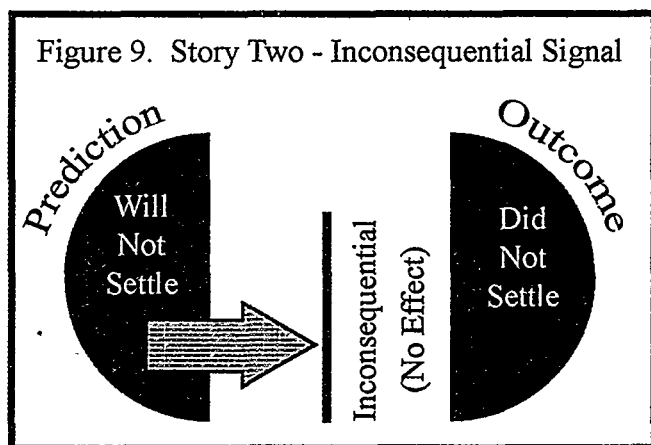 Figure 9. Story Two - Inconsequential Signal
Prediction
Will
Not
Settle
Inconsequential
(No Effect)
Outcome
Did
Not
Settle